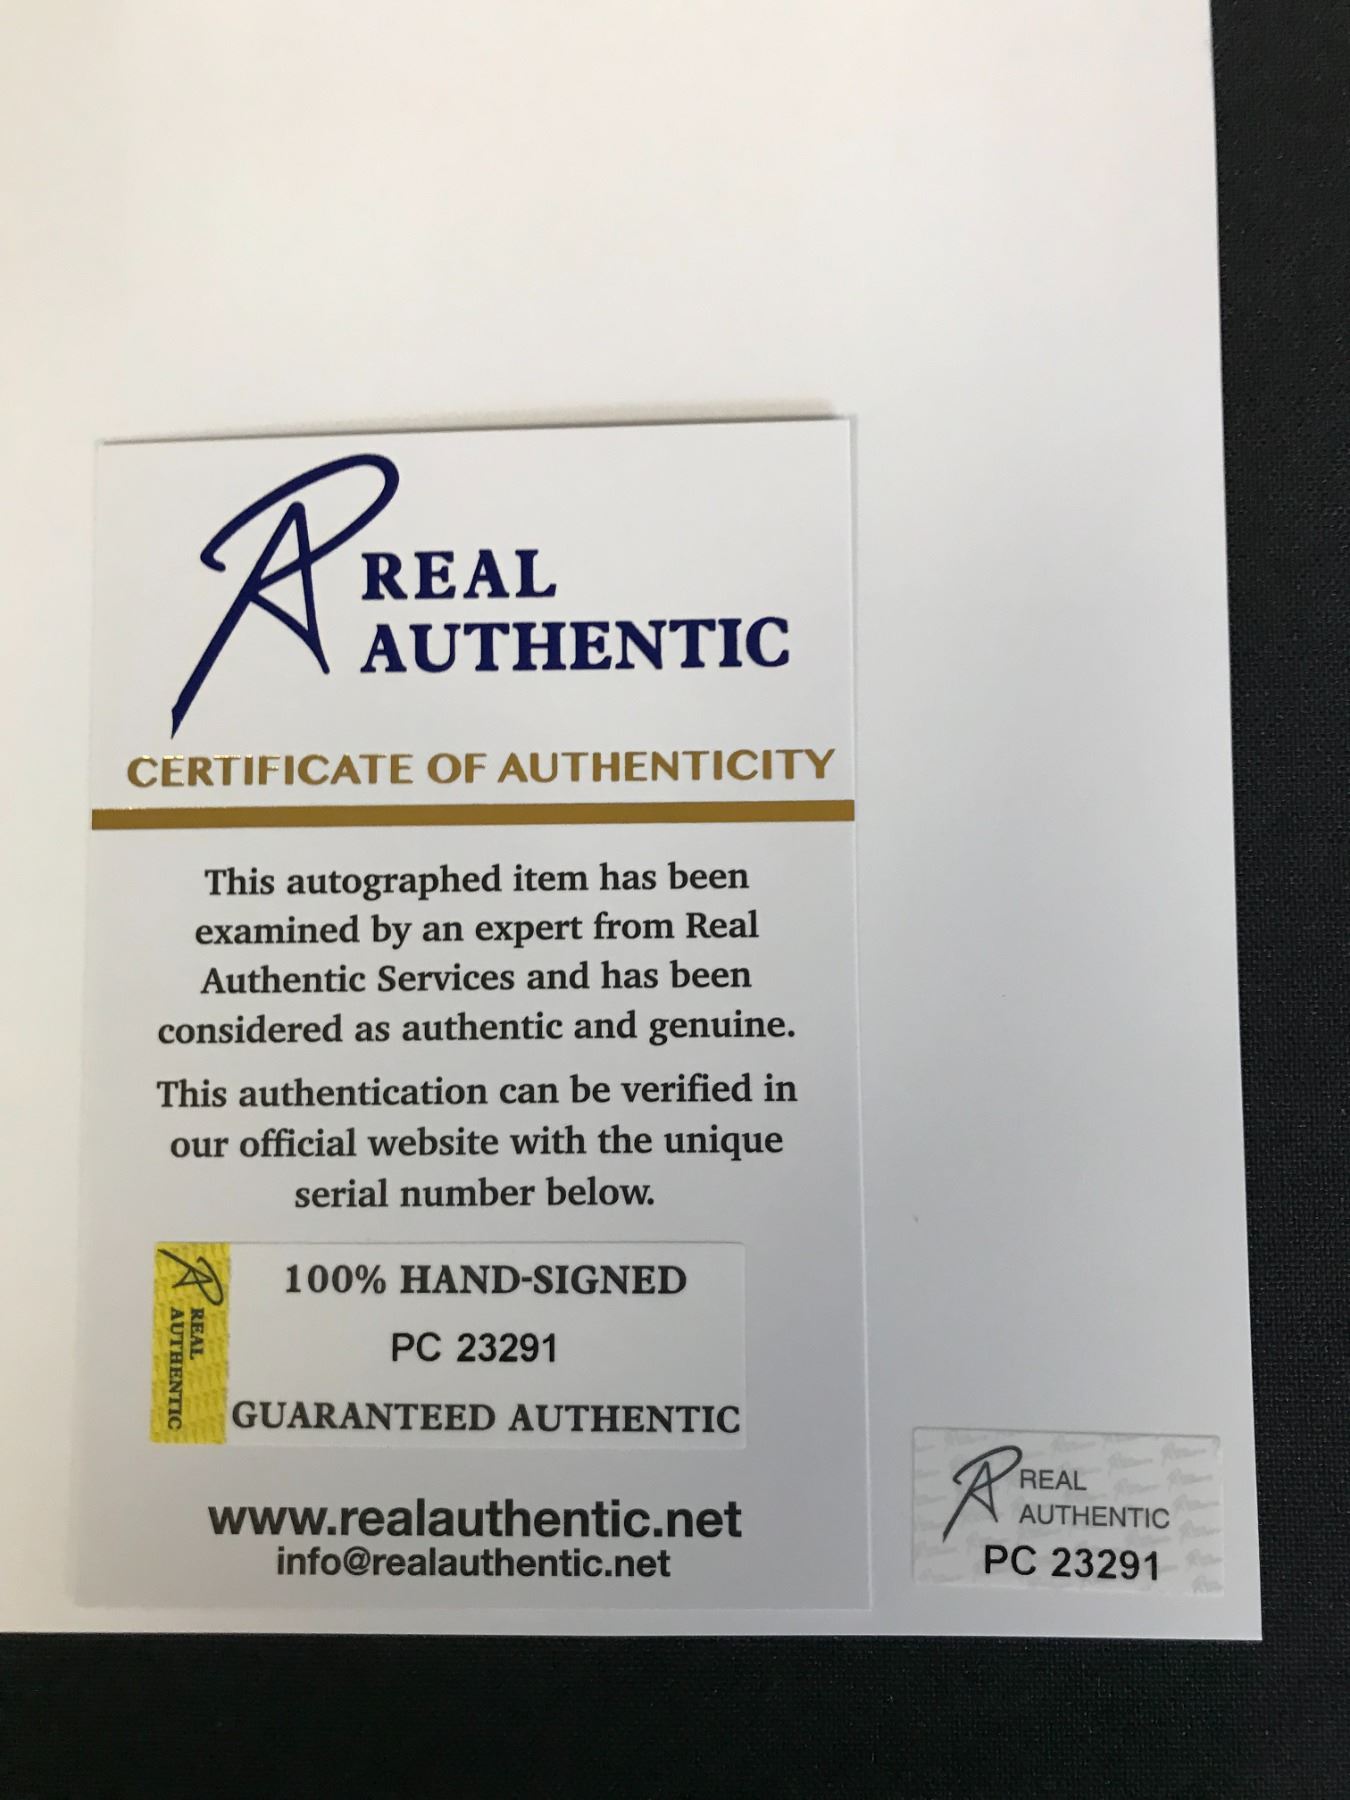 REAL
AUTHENTIC
CERTIFICATE OF AUTHENTICITY
This autographed item has been
examined by an expert from Real
Authentic Services and has been
considered as authentic and genuine.
This authentication can be verified in
our official website with the unique
serial number below.
REAL
AUTHENTIC
100% HAND-SIGNED
PC 23291
GUARANTEED AUTHENTIC
www.realauthentic.net
info@realauthentic.net
REAL
AUTHENTIC
PC 23291